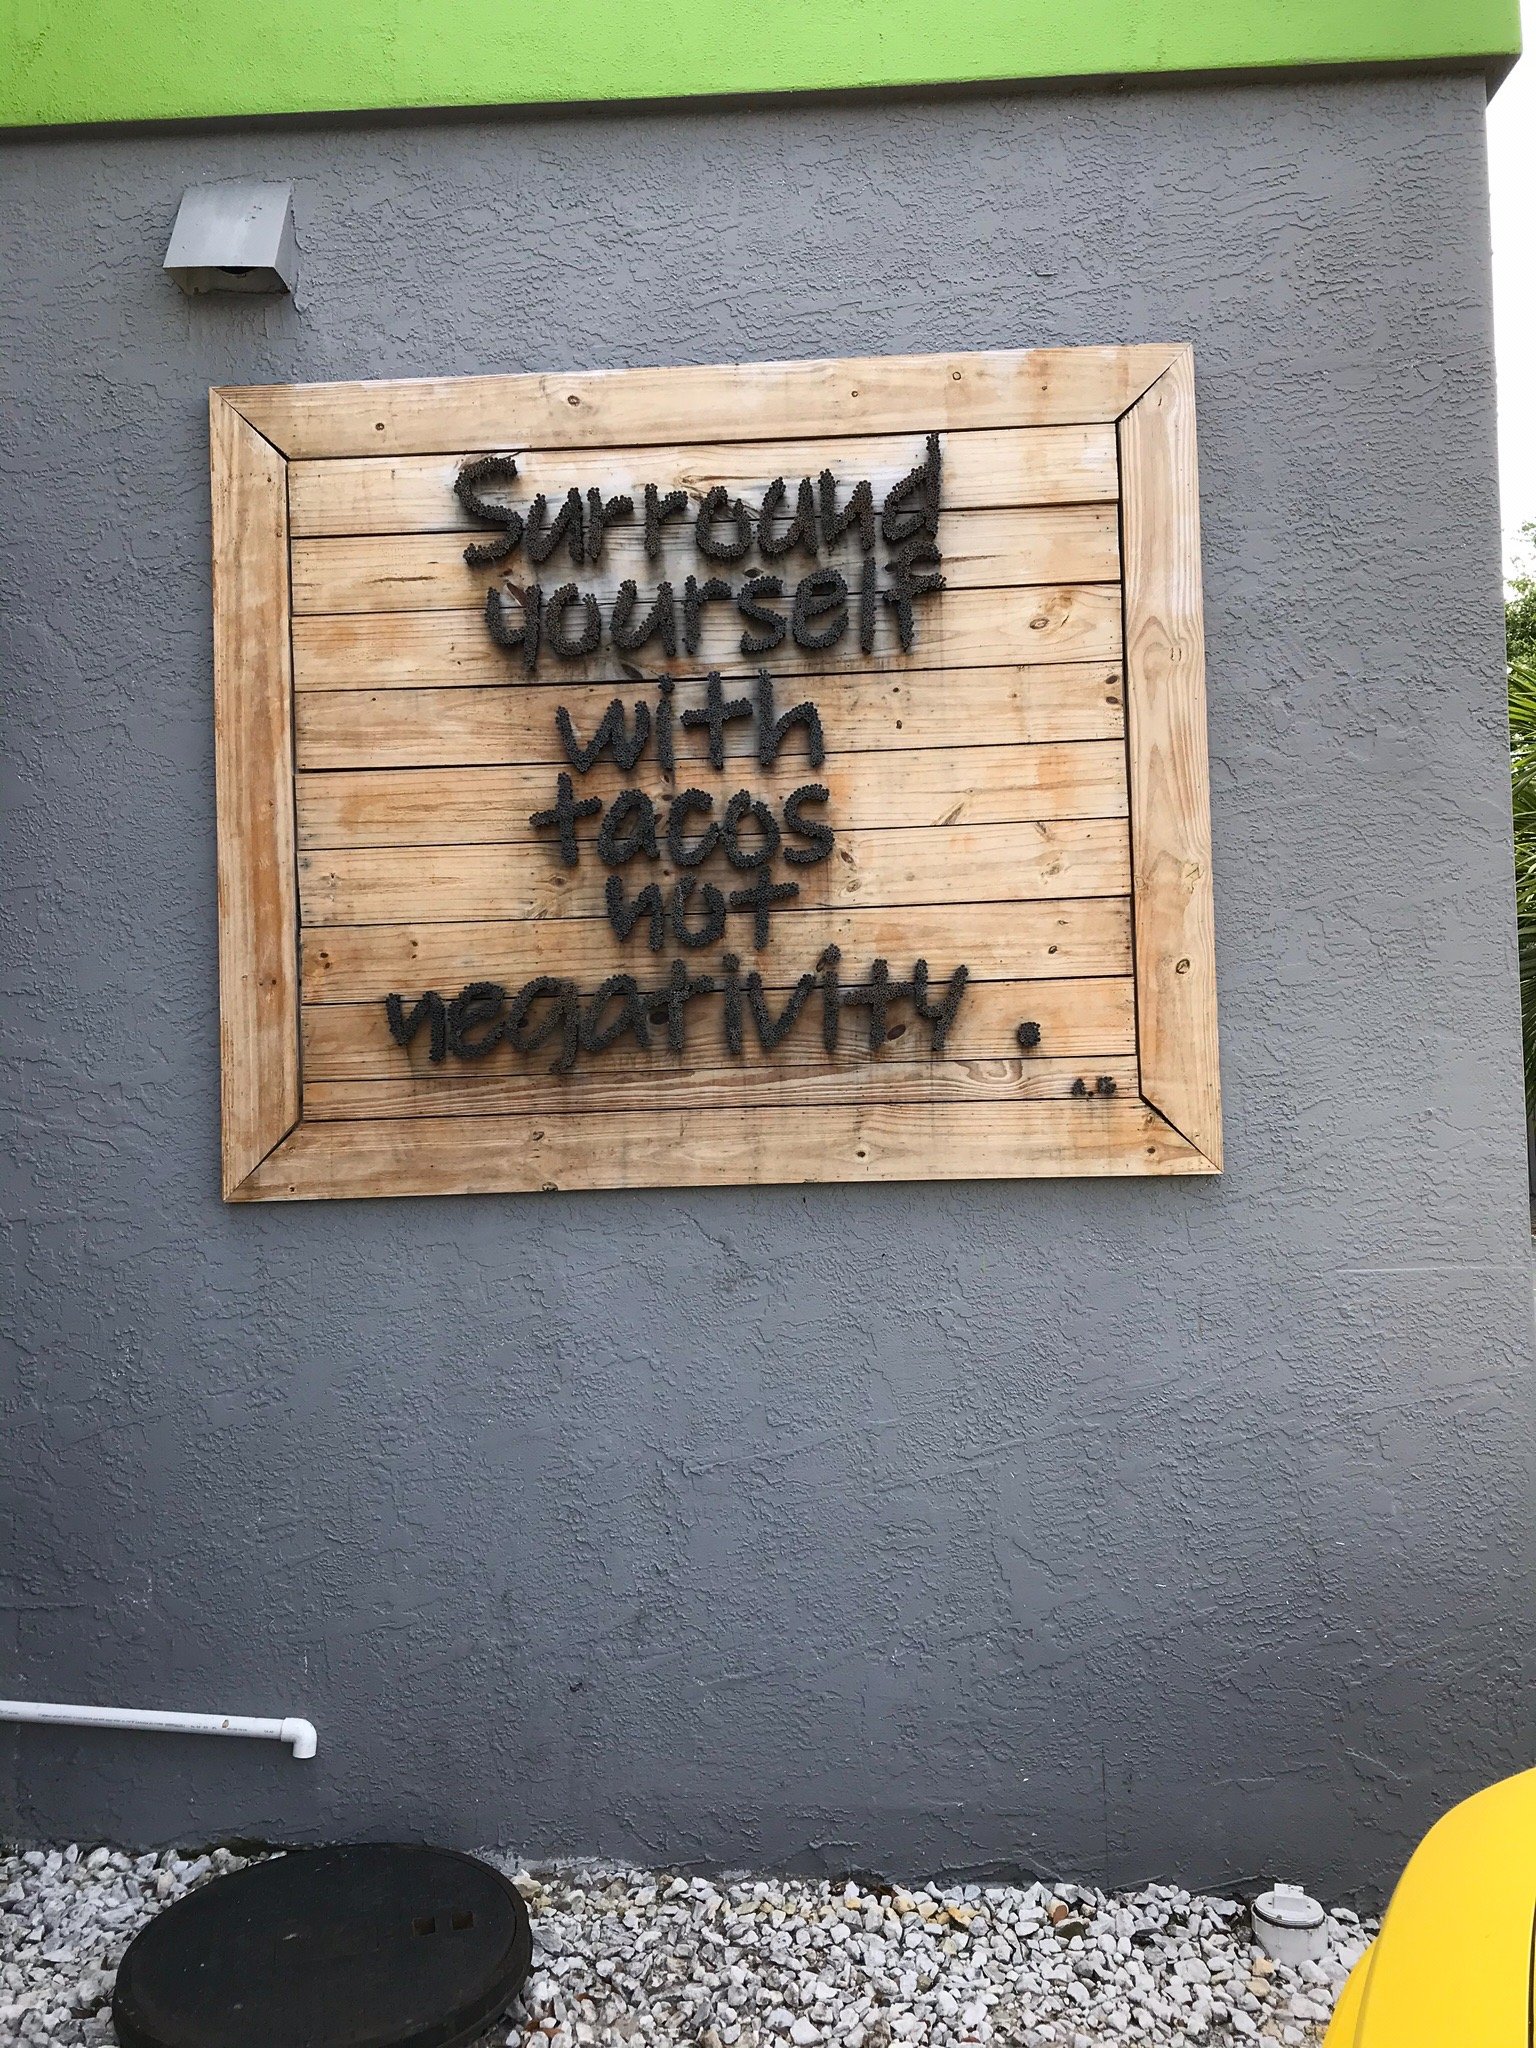 Surround
yourself
with
tacos
not
negativity.